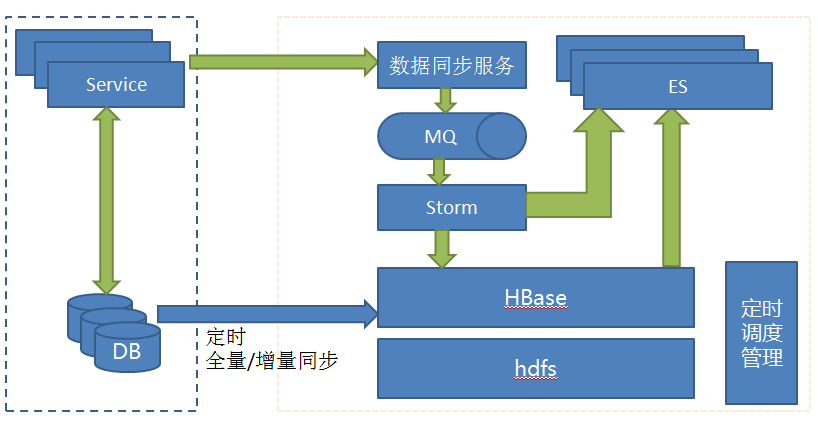 Service
数据同步服务
ES
MQ
Storm
HBase
DB
定时
全量/增量同步
hdfs
定时
调度
管理